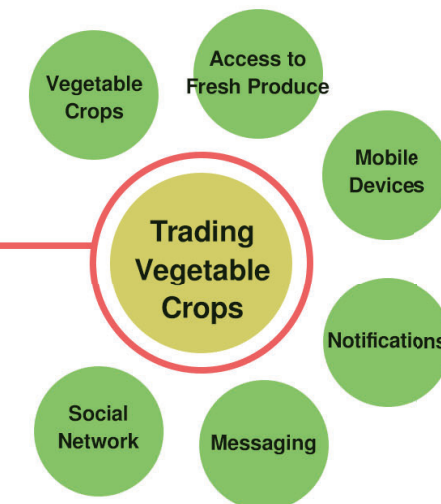 Vegetable
Crops
Access to
Fresh Produce
Mobile
Devices
Trading
Vegetable
Crops
Notifications
Social
Network
Messaging